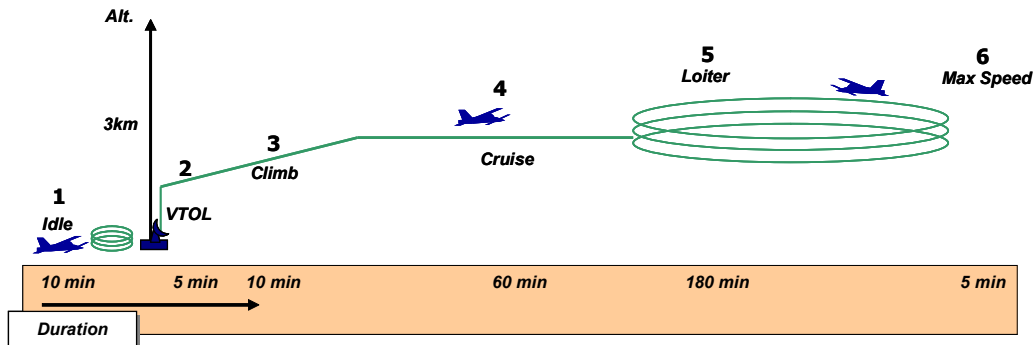 Alt.
5
Loiter
6
Max Speed
4
3km
3
Climb
Cruise
2
1
Idle
VTOL
10 min
5 min
10 min
60 min
180 min
5 min
Duration